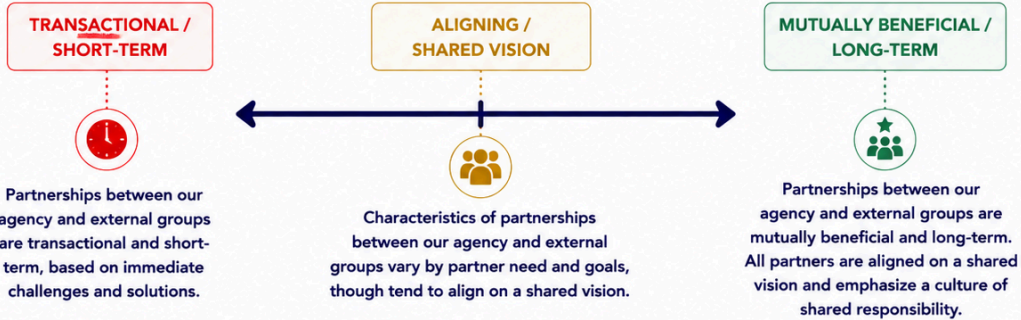 TRANSACTIONAL /
SHORT-TERM
Partnerships between our
agency and external groups
are transactional and short-
term, based on immediate
challenges and solutions.
ALIGNING /
SHARED VISION
Characteristics of partnerships
between our agency and external
groups vary by partner need and goals,
though tend to align on a shared vision.
MUTUALLY BENEFICIAL /
LONG-TERM
Partnerships between our
agency and external groups are
mutually beneficial and long-term.
All partners are aligned on a shared
vision and emphasize a culture of
shared responsibility.